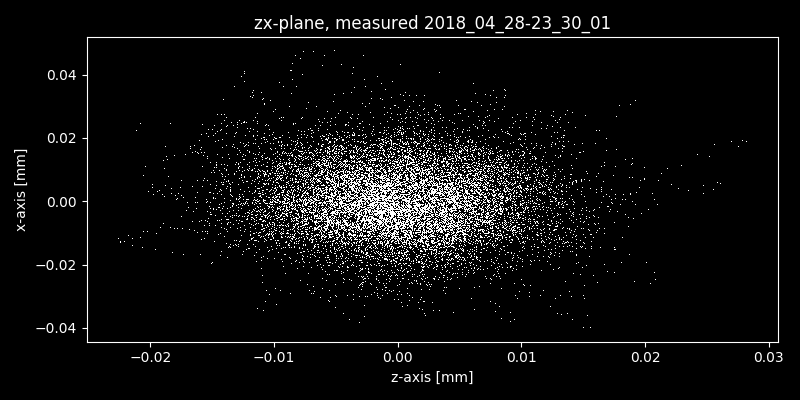 zx-plane, measured 2018_04_28-23_30_01
0.04
0.02
0.00
−0.02
−0.04
x-axis [mm]
−0.02 −0.01 0.00 0.01 0.02 0.03
z-axis [mm]